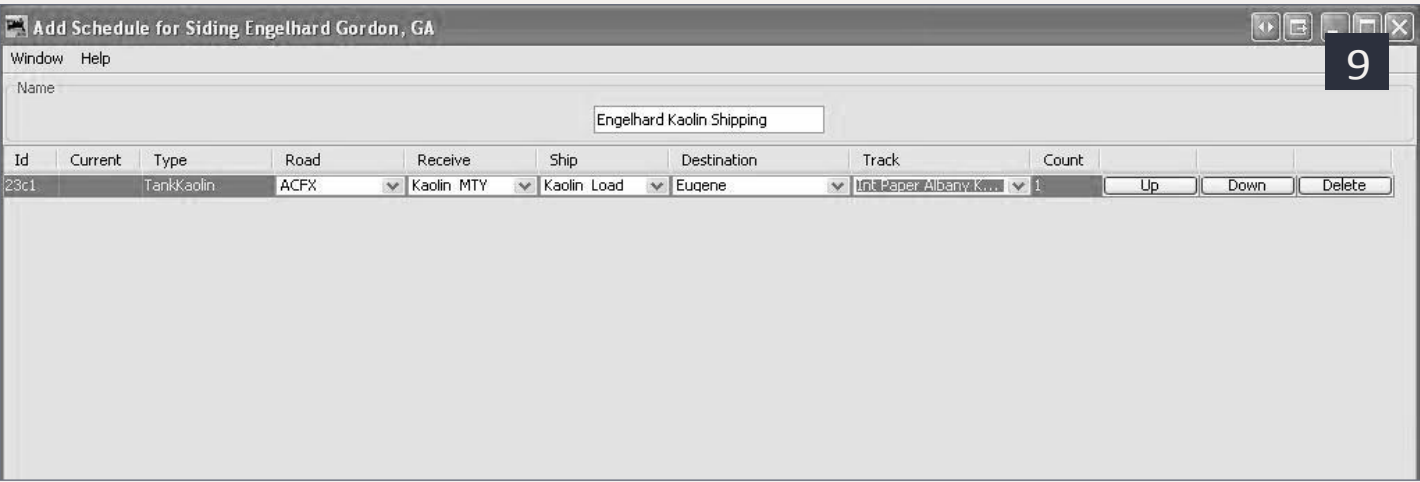 Add Schedule for Siding Engelhard Gordon, GA
Window Help
9
Name
Engelhard Kaolin Shipping
Id Current Type Road Receive Ship Destination Track Count
23c1 TankKaolin ACFX Kaolin MTY Kaolin Load Eugene Int Paper Albany K... 1 Up Down Delete